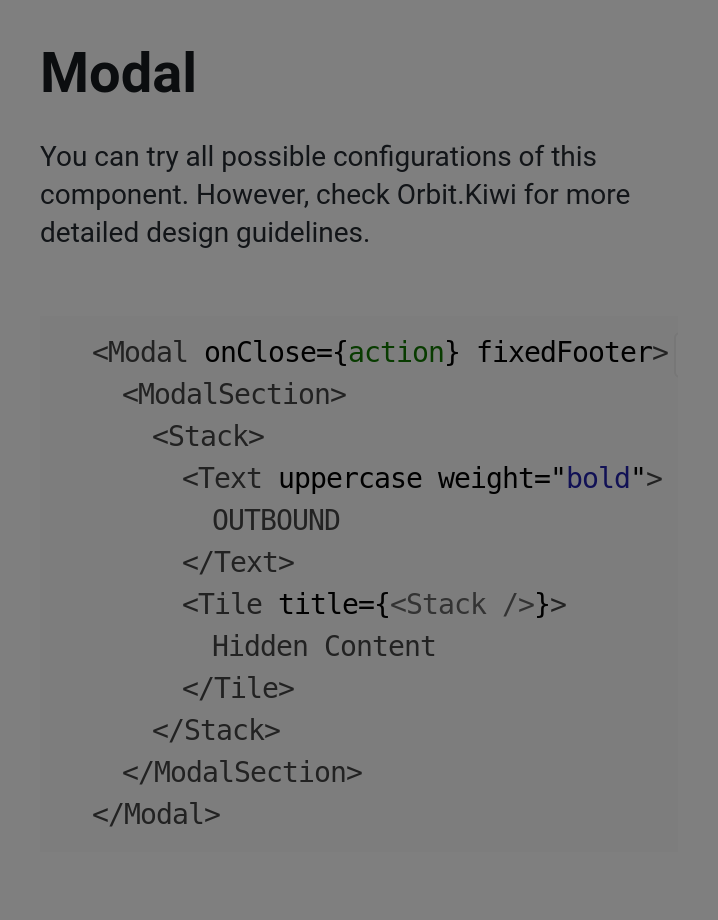 Modal
You can try all possible configurations of this
component. However, check Orbit.Kiwi for more
detailed design guidelines.
<Modal onClose={action} fixedFooter>
<ModalSection>
<Stack>
<Text uppercase weight="bold">
OUTBOUND
</Text>
<Tile title={<Stack />}>
Hidden Content
</Tile>
</Stack>
</ModalSection>
</Modal>